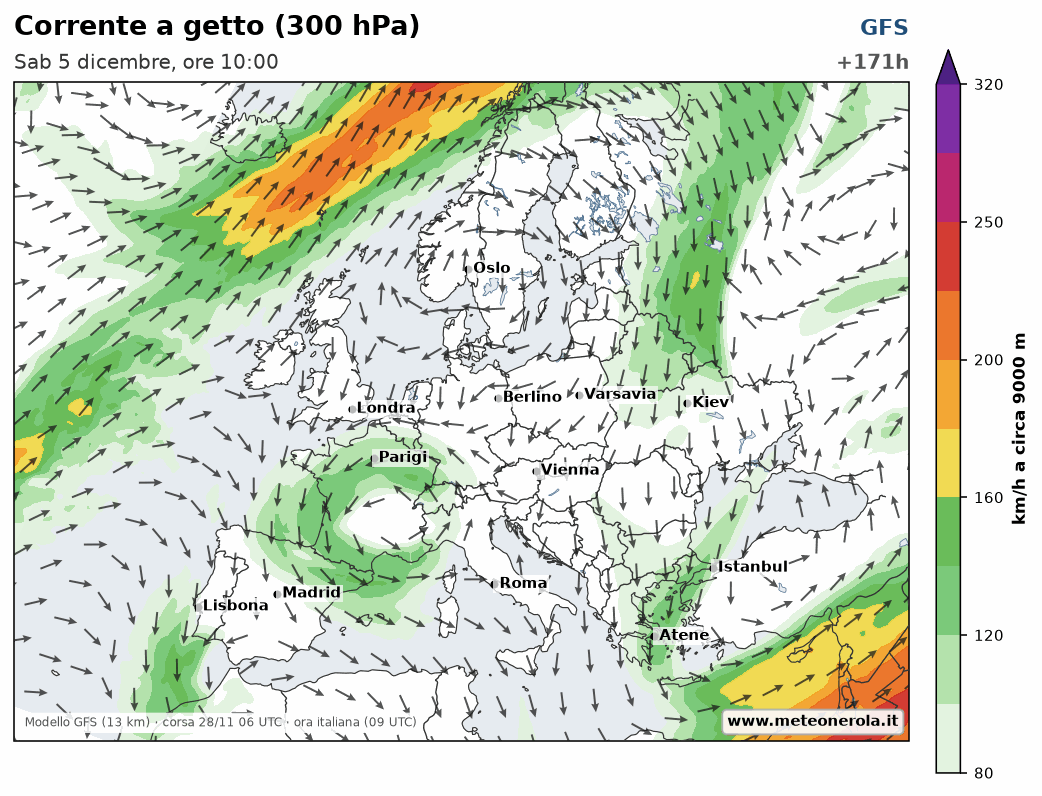 Corrente a getto (300 hPa)
GFS
Sab 5 dicembre, ore 10:00
+171h
320
250
200
160
120
80
km/h a circa 9000 m
Oslo
Berlino
Varsavia
Kiev
Londra
Parigi
Vienna
Istanbul
Roma
Madrid
Lisbona
Atene
Modello GFS (13 km) · corsa 28/11 06 UTC · ora italiana (09 UTC)
www.meteonerola.it